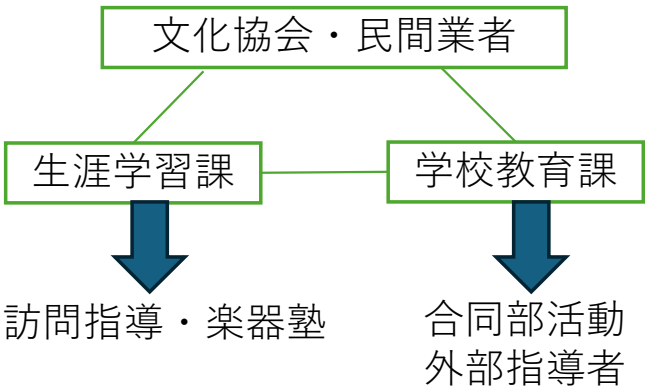 文化協会・民間業者
生涯学習課
学校教育課
訪問指導・楽器塾
合同部活動
外部指導者